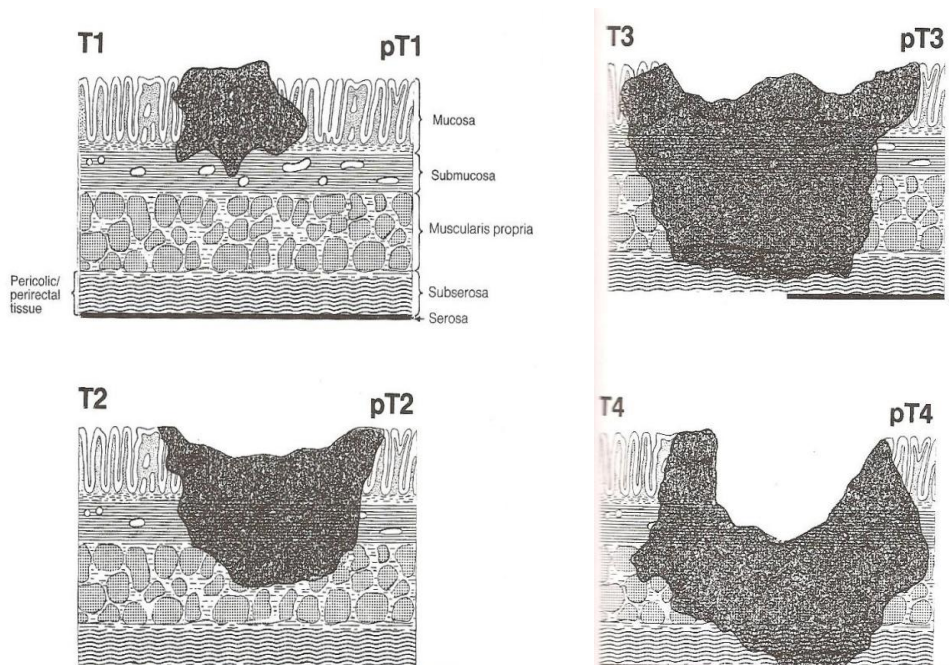 T1 pT1
Mucosa
Submucosa
Muscularis propria
Pericolic/
perirectal
tissue
Subserosa
Serosa
T3 pT3
T2 pT2
T4 pT4